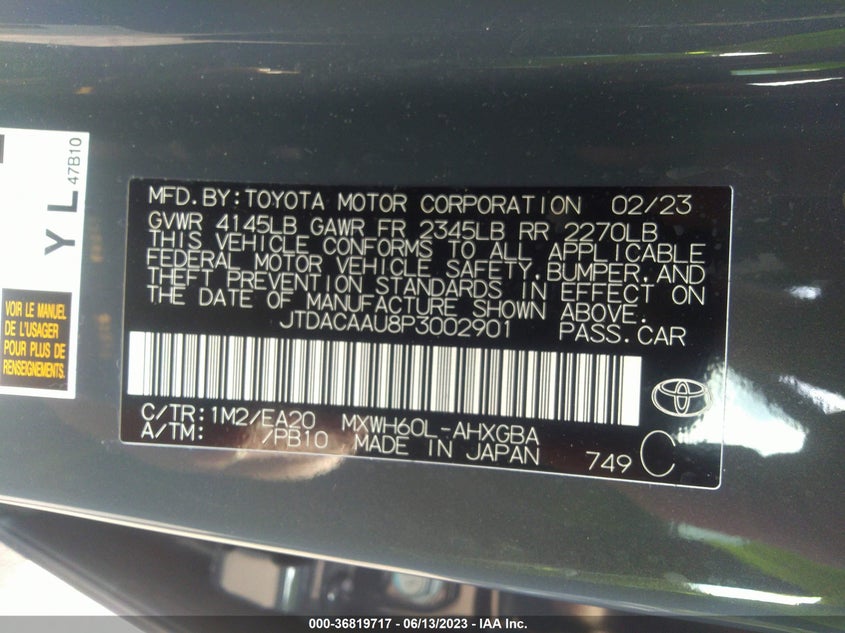 47B10
YL
VOIR LE MANUEL
DE L'USAGER
POUR PLUS DE
RENSEIGNEMENTS.
MFD.BY:TOYOTA MOTOR CORPORATION 02/23
GVWR 4145LB GAWR FR 2345LB RR 2270LB
THIS VEHICLE CONFORMS TO ALL APPLICABLE
FEDERAL MOTOR VEHICLE SAFETY,BUMPER,AND
THEFT PREVENTION STANDARDS IN EFFECT ON
THE DATE OF MANUFACTURE SHOWN ABOVE.
JTDACAAU8P3002901 PASS.CAR
C/TR:1M2/EA20 MXWH60L-AHXGBA
A/TM: /PB10 MADE IN JAPAN
749 C
000-36819717 - 06/13/2023 - IAA Inc.